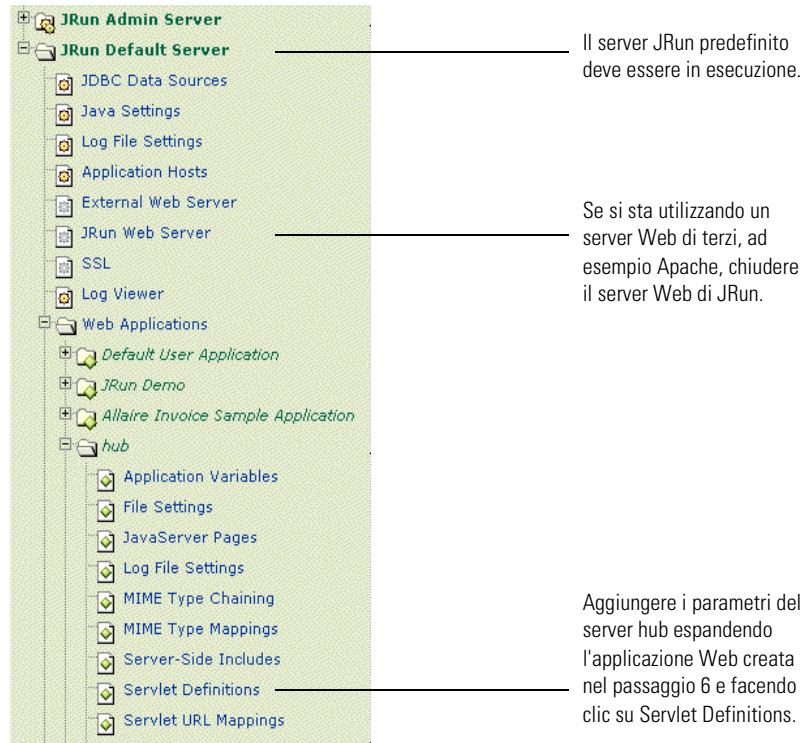 JRun Admin Server
JRun Default Server
JDBC Data Sources
Java Settings
Log File Settings
Application Hosts
External Web Server
JRun Web Server
SSL
Log Viewer
Web Applications
Default User Application
JRun Demo
Allaire Invoice Sample Application
hub
Application Variables
File Settings
JavaServer Pages
Log File Settings
MIME Type Chaining
MIME Type Mappings
Server-Side Includes
Servlet Definitions
Servlet URL Mappings
Il server JRun predefinito
deve essere in esecuzione.
Se si sta utilizzando un
server Web di terzi, ad
esempio Apache, chiudere
il server Web di JRun.
Aggiungere i parametri del
server hub espandendo
l'applicazione Web creata
nel passaggio 6 e facendo
clic su Servlet Definitions.